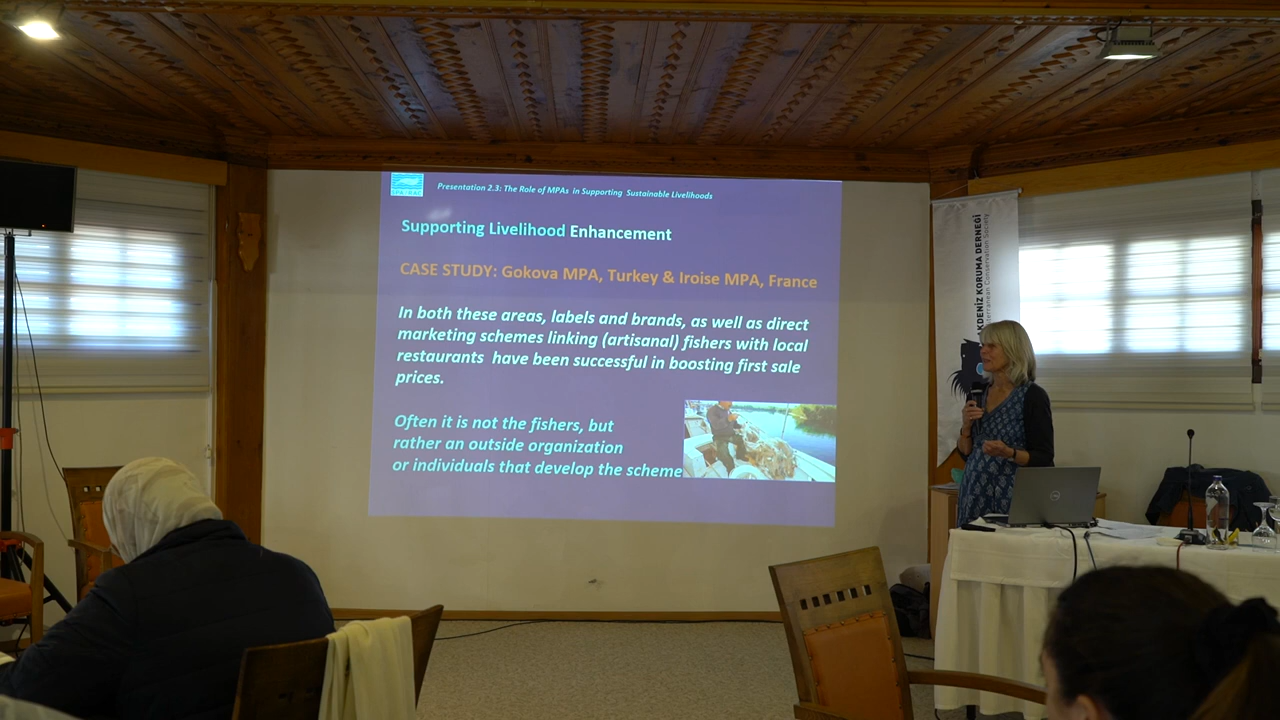 SPA/RAC
Presentation 2.3: The Role of MPAs in Supporting Sustainable Livelihoods
Supporting Livelihood Enhancement
CASE STUDY: Gokova MPA, Turkey & Iroise MPA, France
In both these areas, labels and brands, as well as direct
marketing schemes linking (artisanal) fishers with local
restaurants have been successful in boosting first sale
prices.
Often it is not the fishers, but
rather an outside organization
or individuals that develop the scheme
AKDENİZ KORUMA DERNEĞİ
Mediterranean Conservation Society
DELL